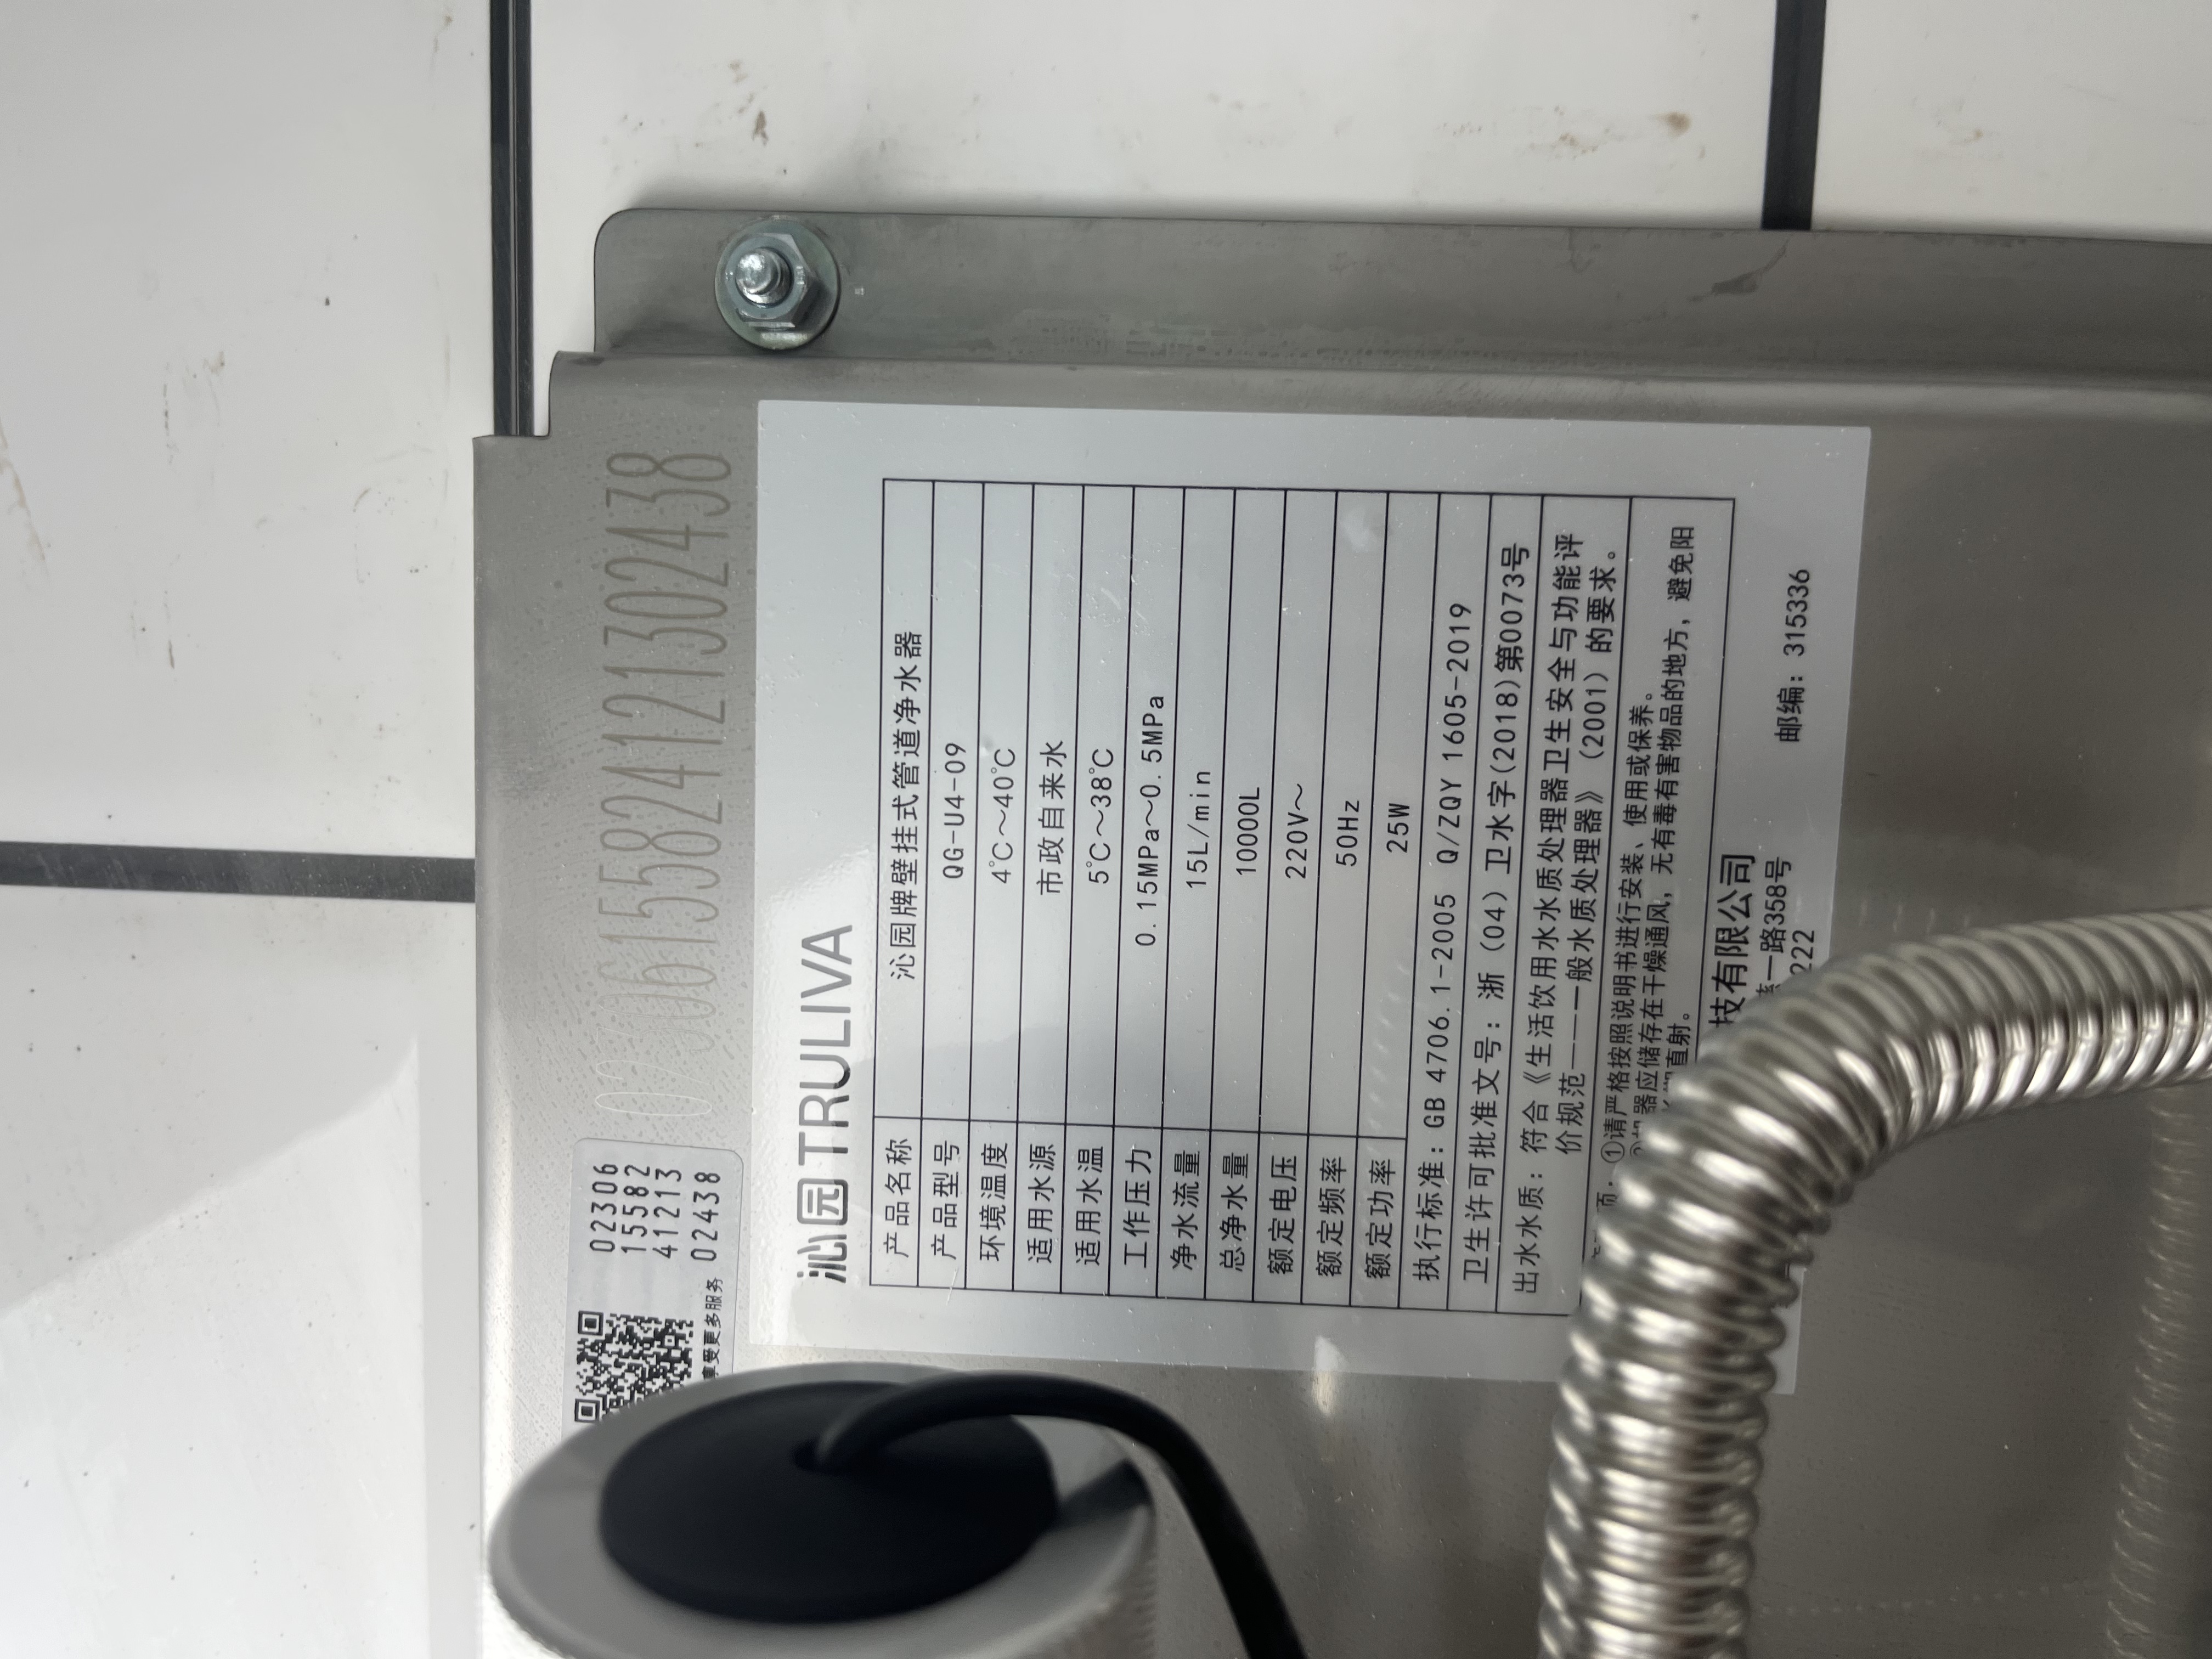 02306155824121302438
02306
15582
41213
02438
享受更多服务
沁园 TRULIVA
产品名称 沁园牌壁挂式管道净水器
产品型号 QG-U4-09
环境温度 4℃～40℃
适用水源 市政自来水
适用水温 5℃～38℃
工作压力 0.15MPa～0.5MPa
净水流量 15L/min
总净水量 10000L
额定电压 220V～
额定频率 50Hz
额定功率 25W
执行标准：GB 4706.1-2005 Q/ZQY 1605-2019
卫生许可批准文号：浙（04）卫水字(2018)第0073号
出水水质：符合《生活饮用水水质处理器卫生安全与功能评
价规范——一般水质处理器》（2001）的要求。
①请严格按照说明书进行安装、使用或保养。
器应储存在干燥通风，无有毒有害物品的地方，避免阳
直射。
技有限公司
一路358号 邮编：315336
222